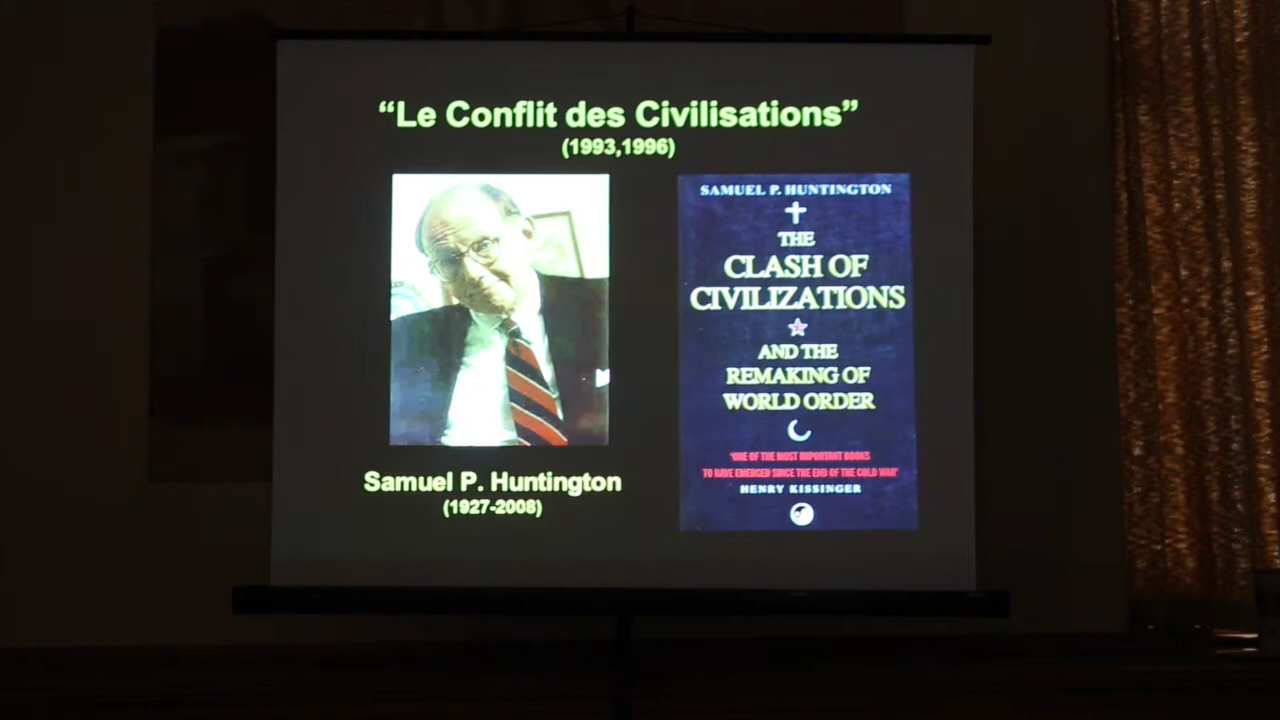 “Le Conflit des Civilisations”
(1993,1996)
SAMUEL P. HUNTINGTON
THE
CLASH OF
CIVILIZATIONS
AND THE
REMAKING OF
WORLD ORDER
'ONE OF THE MOST IMPORTANT BOOKS
TO HAVE EMERGED SINCE THE END OF THE COLD WAR'
HENRY KISSINGER
Samuel P. Huntington
(1927-2008)